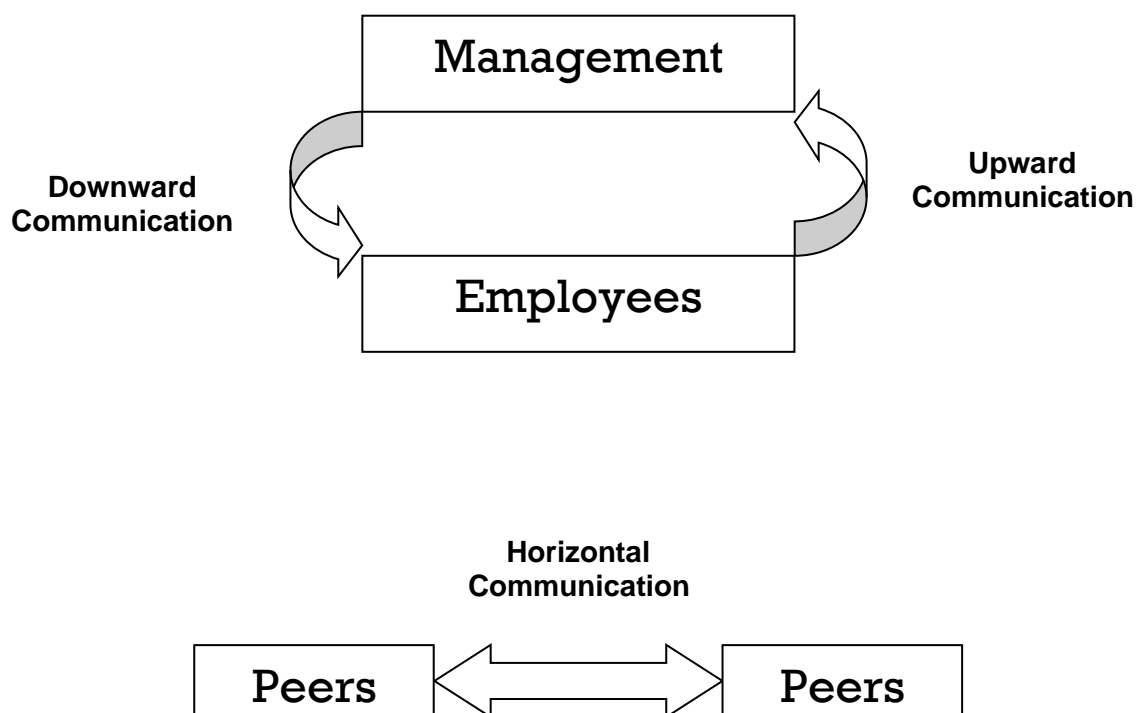 Management
Downward
Communication
Upward
Communication
Employees
Horizontal
Communication
Peers
Peers